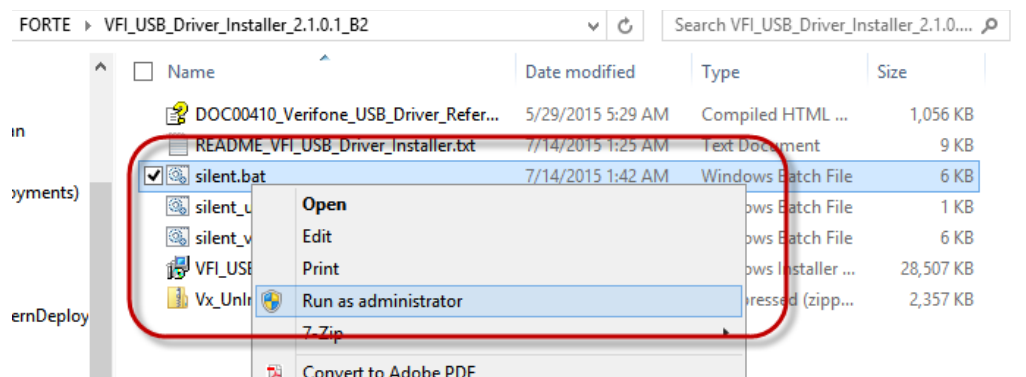 FORTE ▸ VFI_USB_Driver_Installer_2.1.0.1_B2
Search VFI_USB_Driver_Installer_2.1.0....
Name Date modified Type Size
DOC00410_Verifone_USB_Driver_Refer... 5/29/2015 5:29 AM Compiled HTML ... 1,056 KB
README_VFI_USB_Driver_Installer.txt 7/14/2015 1:25 AM Text Document 9 KB
silent.bat 7/14/2015 1:42 AM Windows Batch File 6 KB
silent_u ows Batch File 1 KB
silent_v ows Batch File 6 KB
VFI_USB ows Installer ... 28,507 KB
Vx_UnIn ressed (zipp... 2,357 KB
Open
Edit
Print
Run as administrator
7-Zip
Convert to Adobe PDF
oyments)
ernDeploy